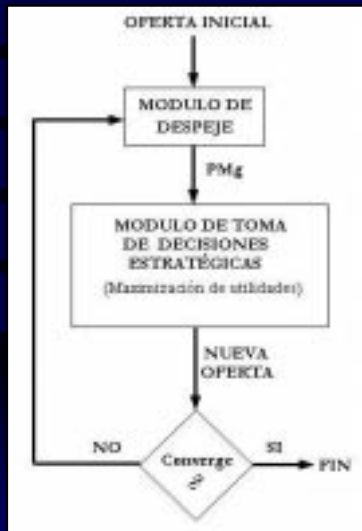 OFERTA INICIAL
MODULO DE
DESPEJE
PMg
MODULO DE TOMA
DE DECISIONES
ESTRATÉGICAS
(Maximización de utilidades)
NUEVA
OFERTA
NO
Converge
SI
FIN